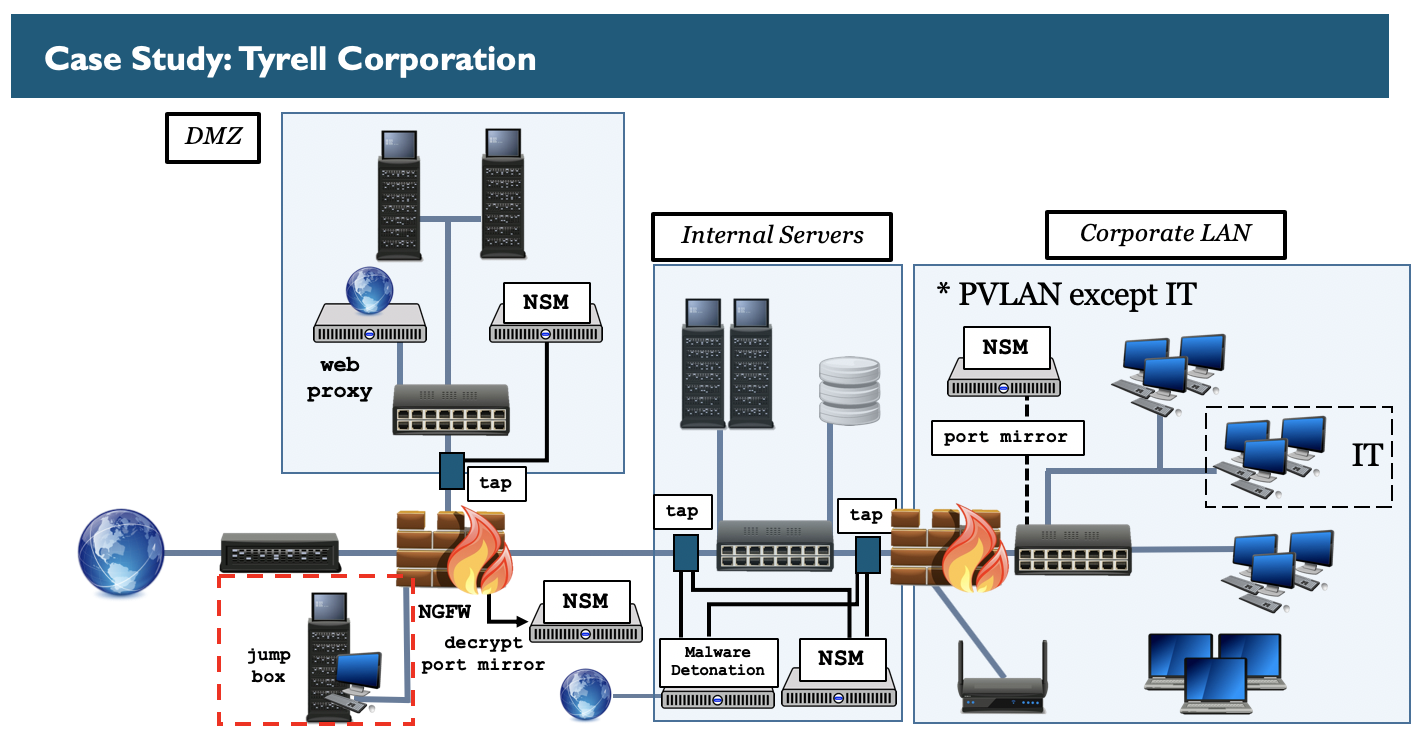 Case Study: Tyrell Corporation
DMZ
NSM
web
proxy
tap
Internal Servers
Corporate LAN
* PVLAN except IT
NSM
port mirror
IT
tap
tap
NGFW
decrypt
port mirror
NSM
jump
box
Malware
Detonation
NSM